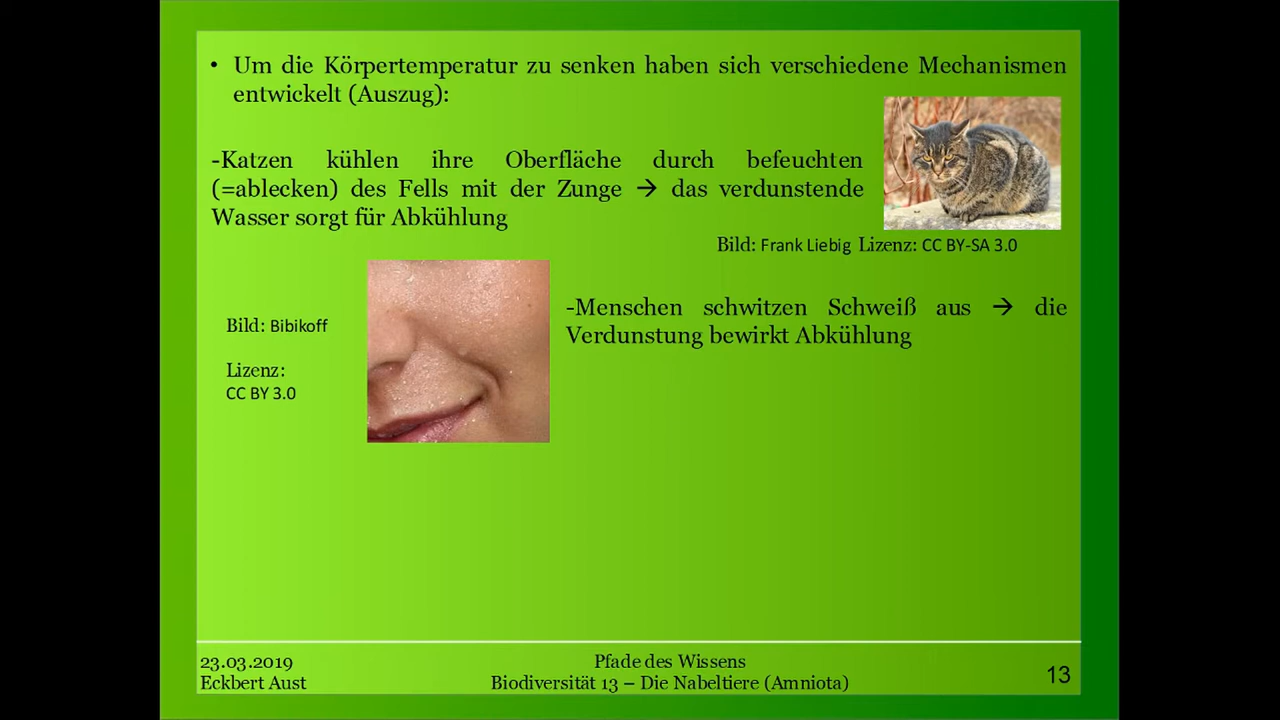 • Um die Körpertemperatur zu senken haben sich verschiedene Mechanismen
entwickelt (Auszug):
-Katzen kühlen ihre Oberfläche durch befeuchten
(=ablecken) des Fells mit der Zunge → das verdunstende
Wasser sorgt für Abkühlung
Bild: Frank Liebig Lizenz: CC BY-SA 3.0
Bild: Bibikoff
Lizenz:
CC BY 3.0
-Menschen schwitzen Schweiß aus → die
Verdunstung bewirkt Abkühlung
23.03.2019
Eckbert Aust
Pfade des Wissens
Biodiversität 13 – Die Nabeltiere (Amniota)
13